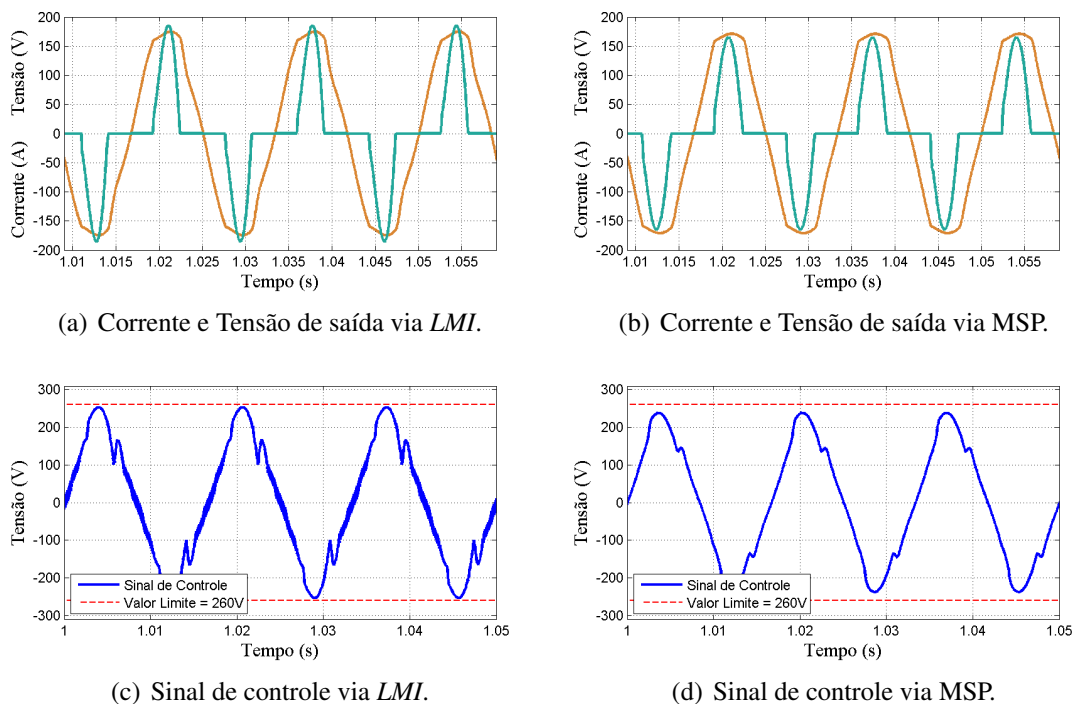 Tensão (V)
Corrente (A)
200
150
100
50
0
-50
-100
-150
-200
1.01 1.015 1.02 1.025 1.03 1.035 1.04 1.045 1.05 1.055
Tempo (s)
(a) Corrente e Tensão de saída via LMI.
Tensão (V)
Corrente (A)
200
150
100
50
0
-50
-100
-150
-200
1.01 1.015 1.02 1.025 1.03 1.035 1.04 1.045 1.05 1.055
Tempo (s)
(b) Corrente e Tensão de saída via MSP.
Tensão (V)
300
200
100
0
-100
-200
-300
Sinal de Controle
Valor Limite = 260V
1 1.01 1.02 1.03 1.04 1.05
Tempo (s)
(c) Sinal de controle via LMI.
Tensão (V)
300
200
100
0
-100
-200
-300
Sinal de Controle
Valor Limite = 260V
1 1.01 1.02 1.03 1.04 1.05
Tempo (s)
(d) Sinal de controle via MSP.